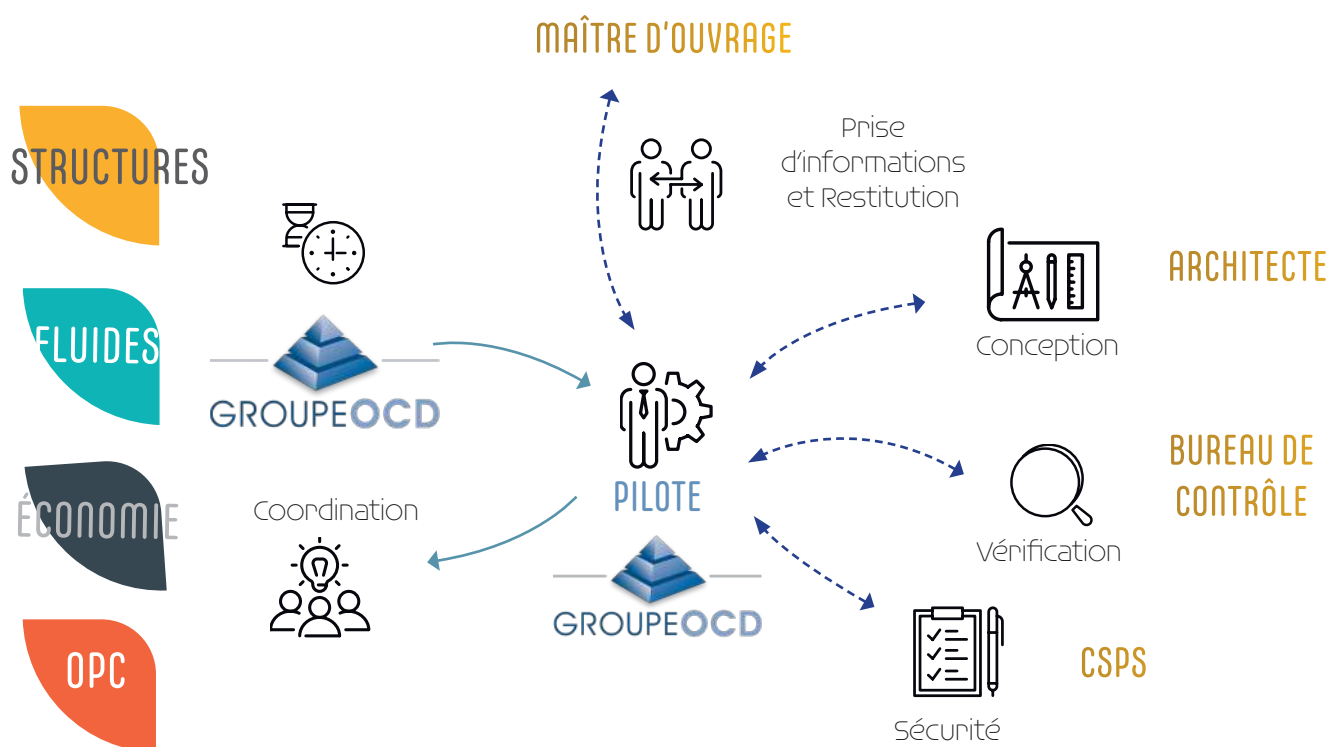 MAÎTRE D'OUVRAGE
STRUCTURES
Prise
d'informations
et Restitution
ARCHITECTE
Conception
FLUIDES
GROUPEOCD
PILOTE
BUREAU DE
CONTRÔLE
Vérification
ÉCONOMIE
Coordination
GROUPEOCD
OPC
CSPS
Sécurité